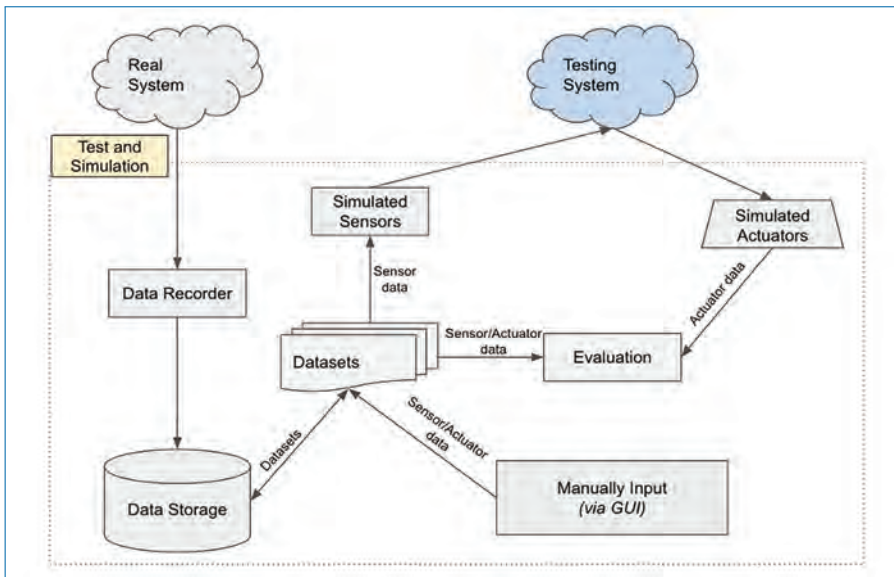 Real
System
Testing
System
Test and
Simulation
Simulated
Sensors
Simulated
Actuators
Sensor
data
Actuator data
Data Recorder
Sensor/Actuator
data
Datasets
Evaluation
Sensor/Actuator
data
Datasets
Data Storage
Manually Input
(via GUI)